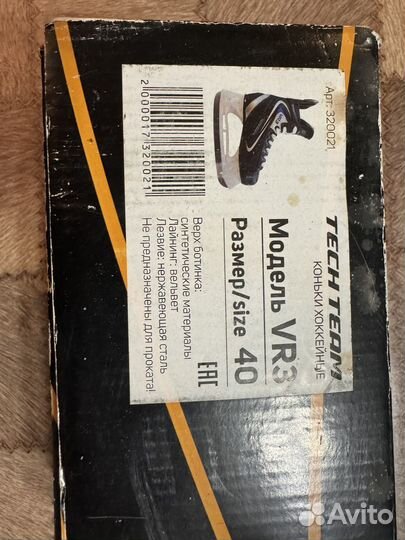 TECH TEAM
КОНЬКИ ХОККЕЙНЫЕ
Арт. 320021
Модель VR3
Размер/size 40
Верх ботинка:
синтетические материалы
Лайнинг: вельвет
Лезвие: нержавеющая сталь
Не предназначены для проката!
EAC
2000017320021
Avito